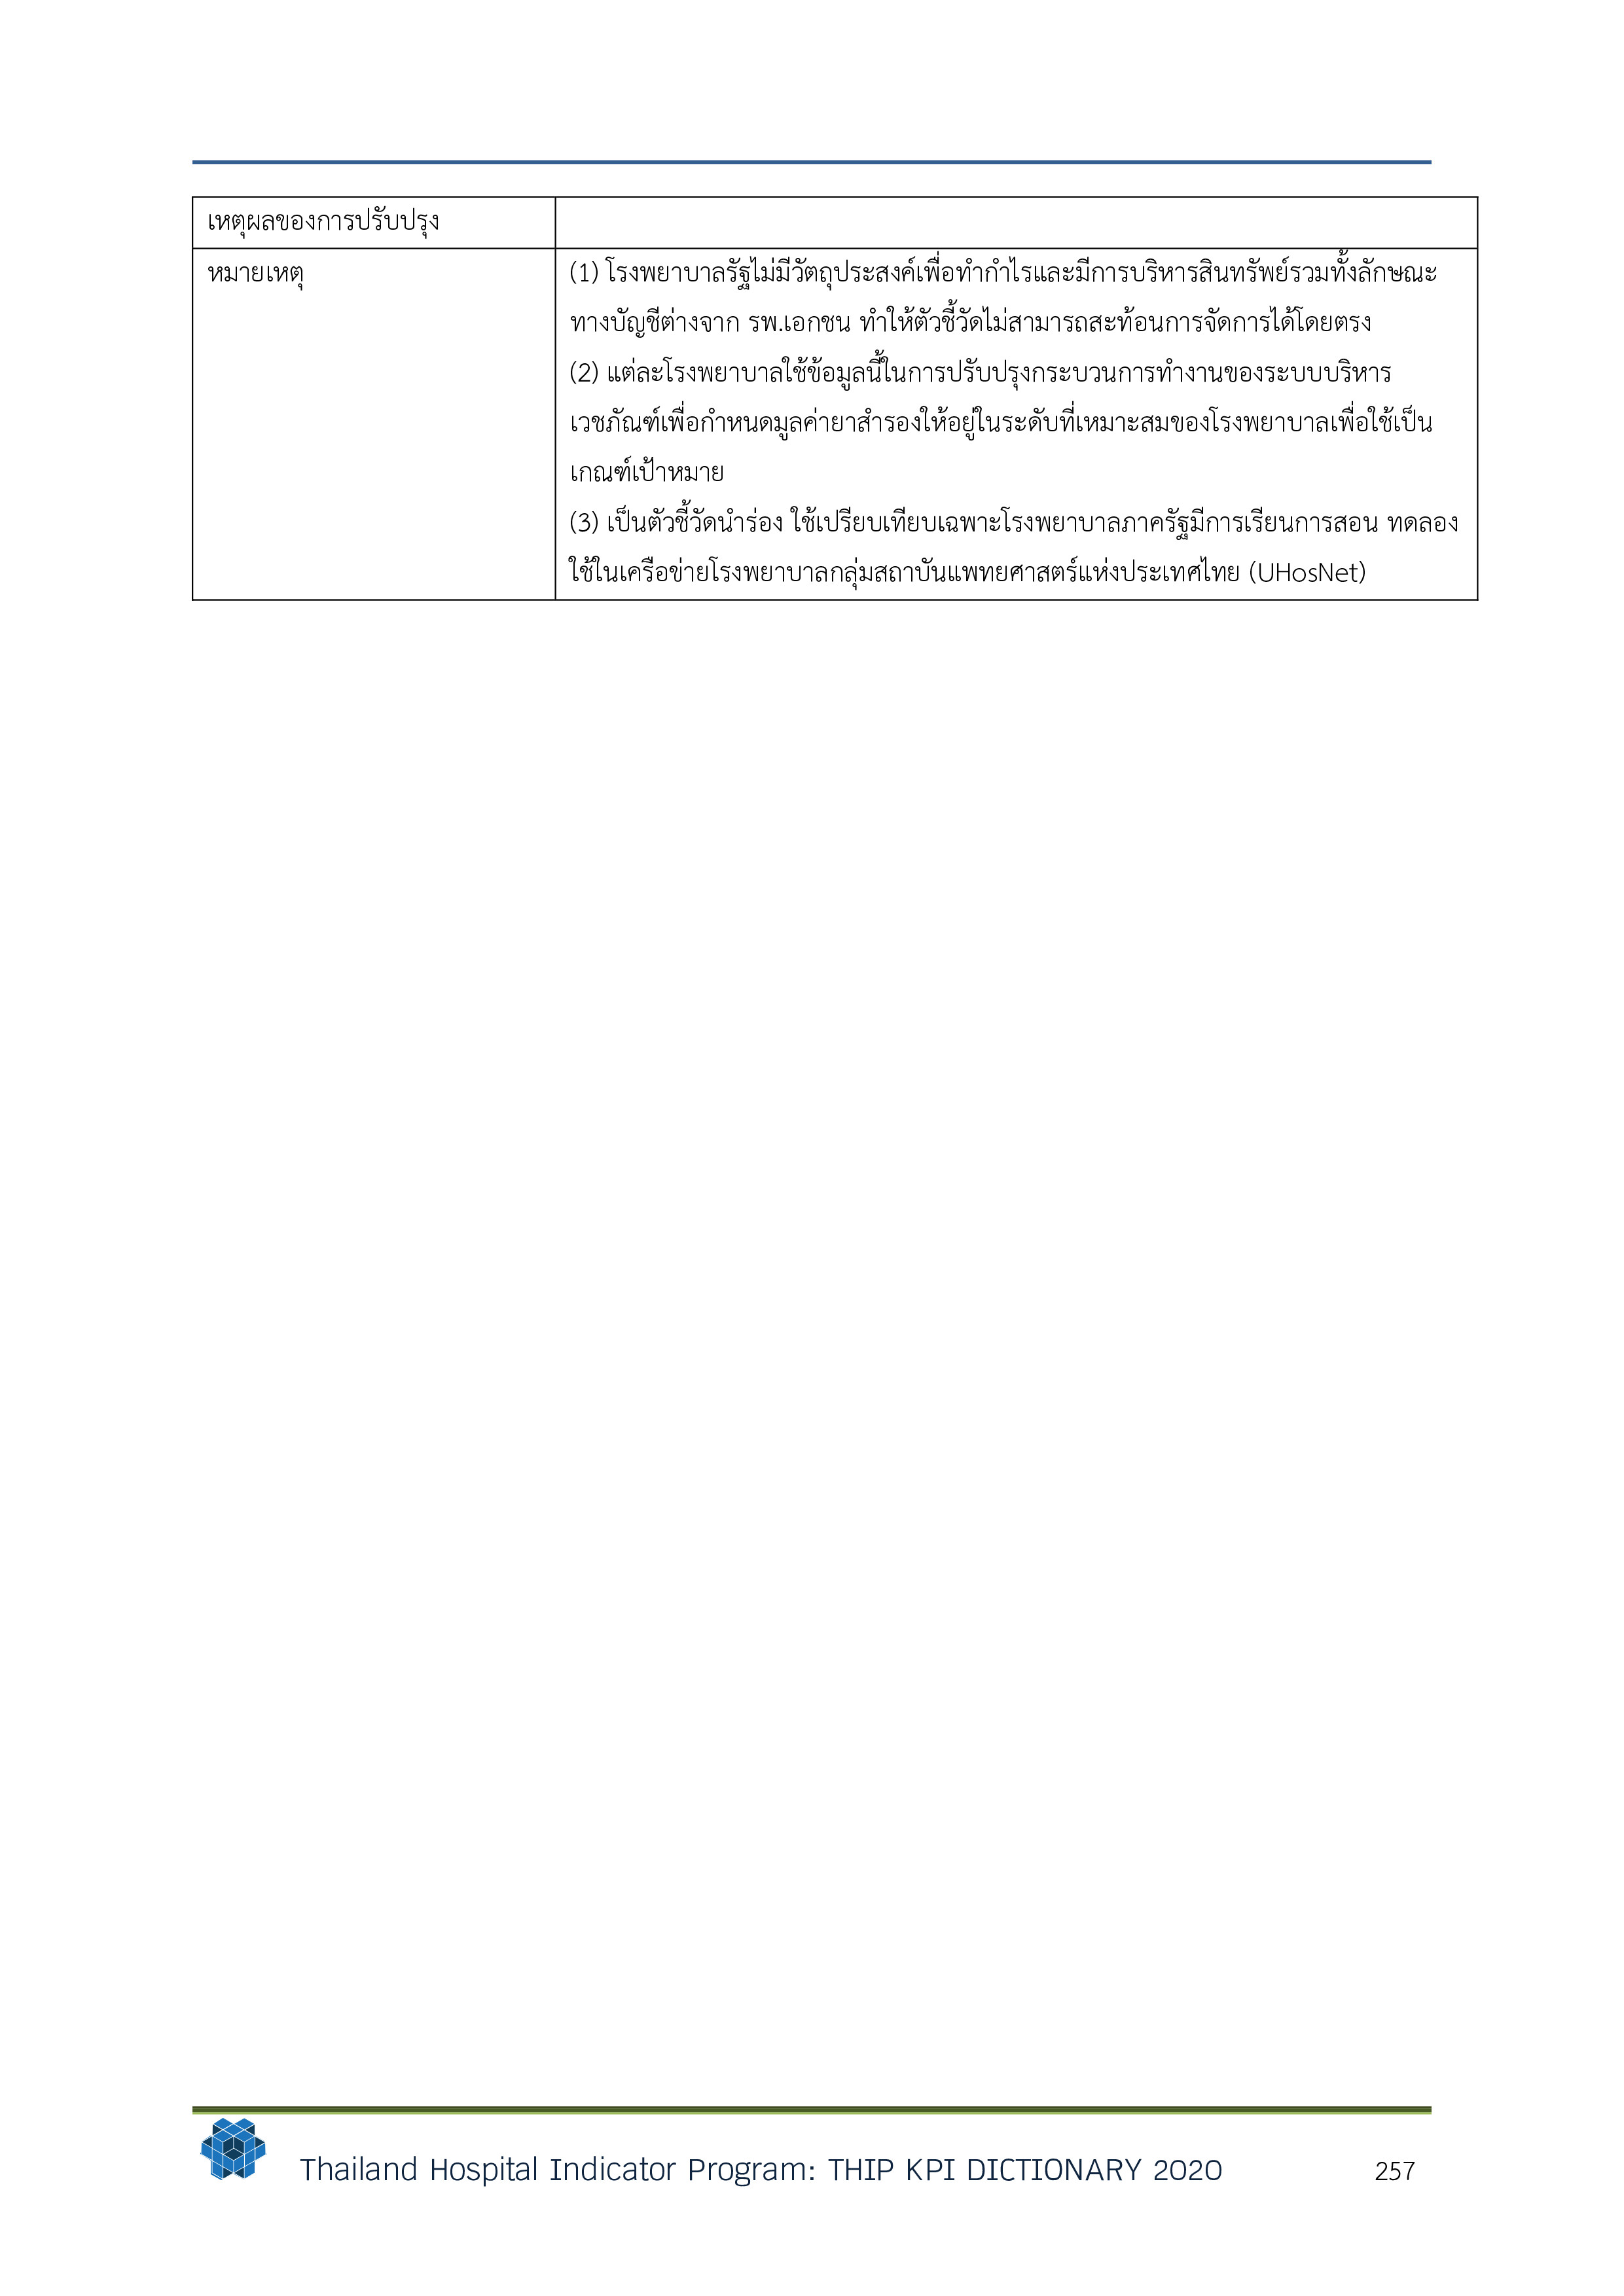 เหตุผลของการปรับปรุง
หมายเหตุ
(1) โรงพยาบาลรัฐไม่มีวัตถุประสงค์เพื่อทำกำไรและมีการบริหารสินทรัพย์รวมทั้งลักษณะ
ทางบัญชีต่างจาก รพ.เอกชน ทำให้ตัวชี้วัดไม่สามารถสะท้อนการจัดการได้โดยตรง
(2) แต่ละโรงพยาบาลใช้ข้อมูลนี้ในการปรับปรุงกระบวนการทำงานของระบบบริหาร
เวชภัณฑ์เพื่อกำหนดมูลค่ายาสำรองให้อยู่ในระดับที่เหมาะสมของโรงพยาบาลเพื่อใช้เป็น
เกณฑ์เป้าหมาย
(3) เป็นตัวชี้วัดนำร่อง ใช้เปรียบเทียบเฉพาะโรงพยาบาลภาครัฐมีการเรียนการสอน ทดลอง
ใช้ในเครือข่ายโรงพยาบาลกลุ่มสถาบันแพทยศาสตร์แห่งประเทศไทย (UHosNet)
Thailand Hospital Indicator Program: THIP KPI DICTIONARY 2020
257